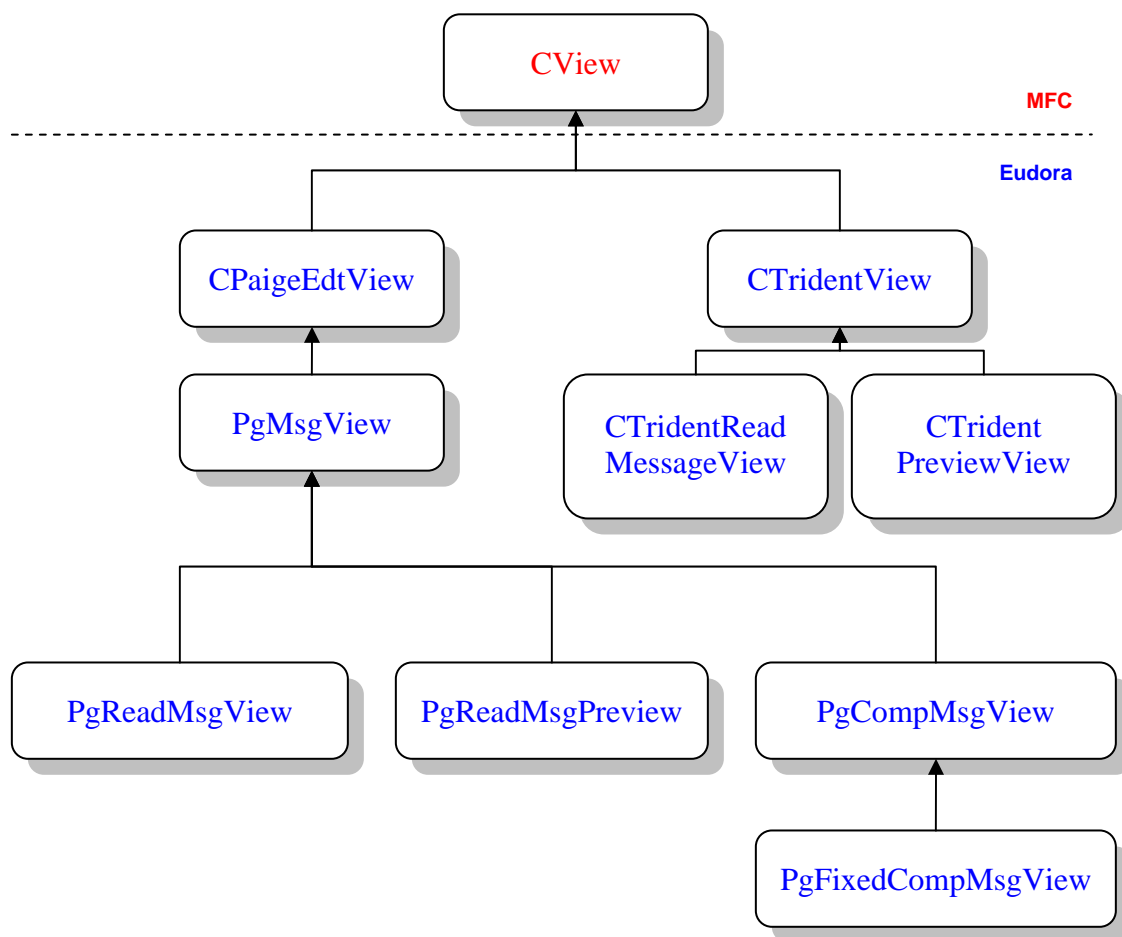 CView
MFC
Eudora
CPaigeEdtView
CTridentView
PgMsgView
CTridentRead
MessageView
CTrident
PreviewView
PgReadMsgView
PgReadMsgPreview
PgCompMsgView
PgFixedCompMsgView